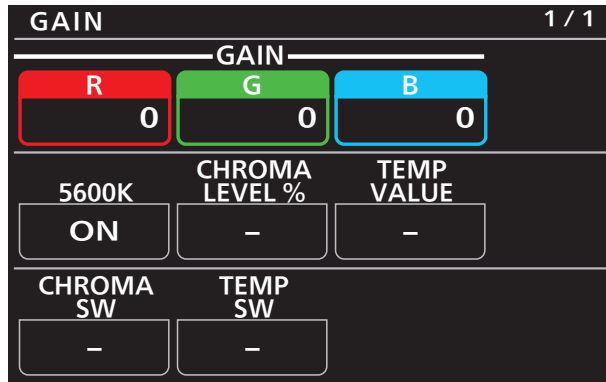 GAIN 1 / 1
GAIN
R G B
0 0 0
5600K CHROMA LEVEL % TEMP VALUE
ON – –
CHROMA SW TEMP SW
– –